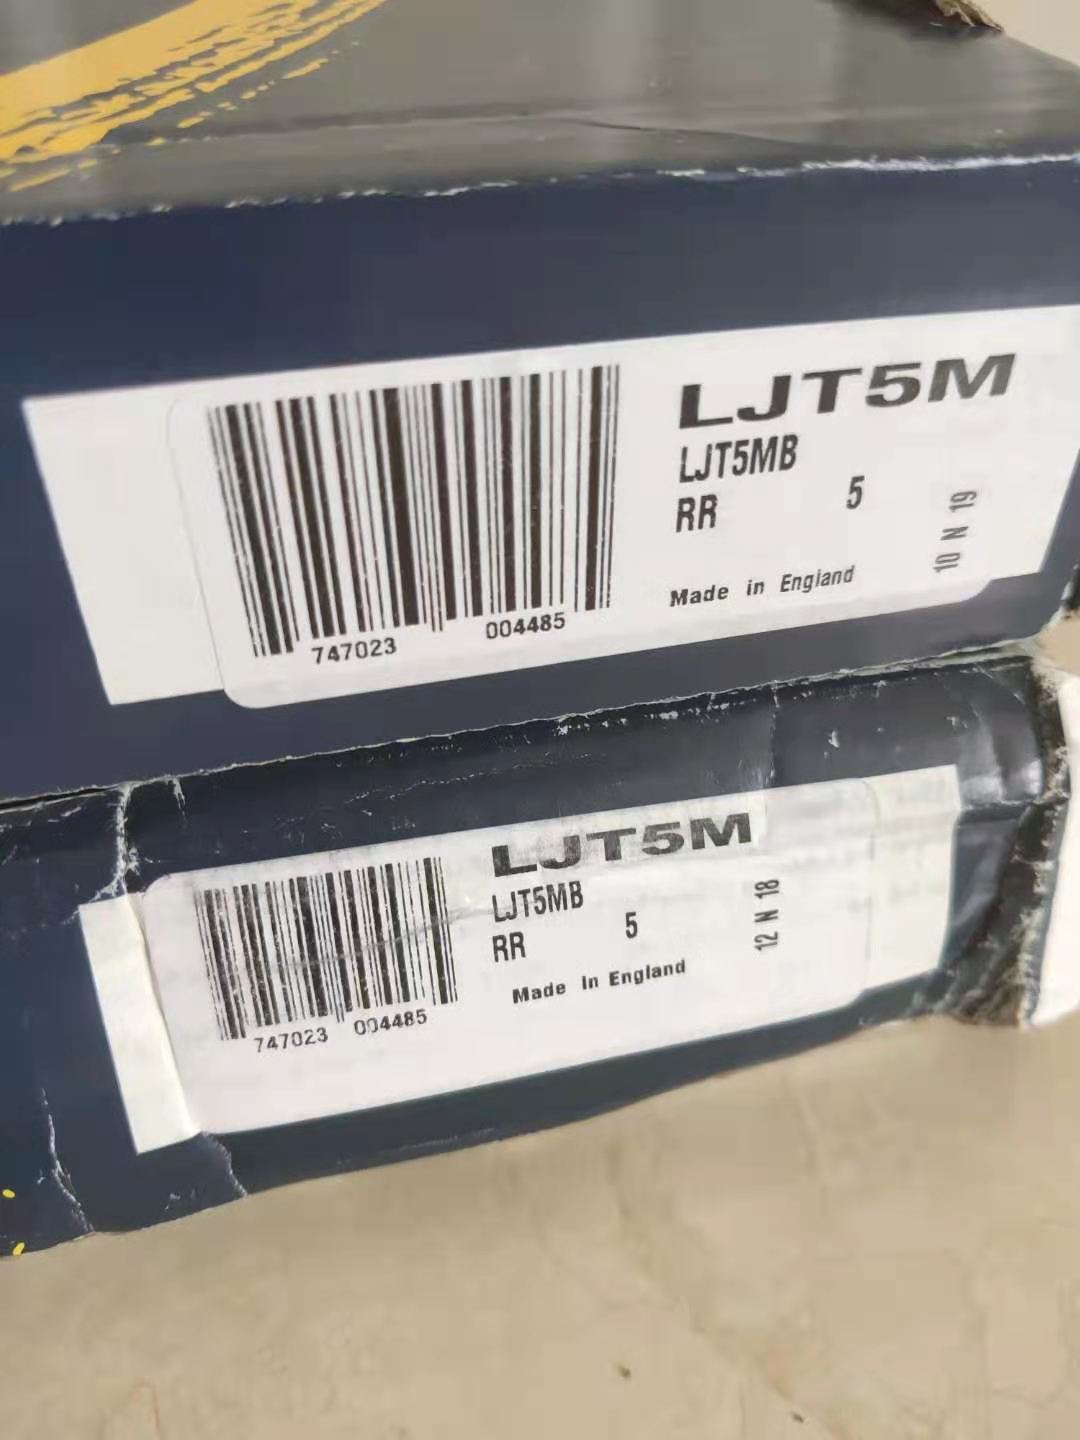 LJT5M
LJT5MB
RR 5
10 N 19
Made in England
747023 004485
LJT5M
LJT5MB
RR 5
12 N 18
Made In England
747023 004485